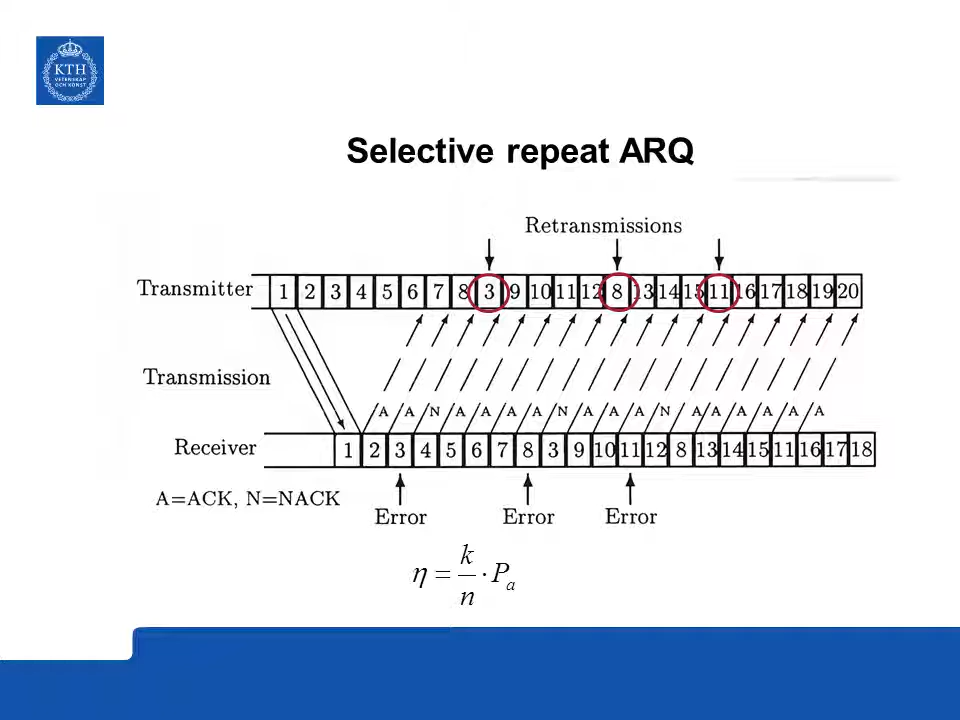 KTH
VETENSKAP
OCH KONST
Selective repeat ARQ
Retransmissions
Transmitter 1 2 3 4 5 6 7 8 3 9 10 11 12 8 13 14 15 11 16 17 18 19 20
Transmission
A A N A A A A N A A A N A A A A A A
Receiver 1 2 3 4 5 6 7 8 3 9 10 11 12 8 13 14 15 11 16 17 18
A=ACK, N=NACK
Error Error Error
η = k/n · Pₐ